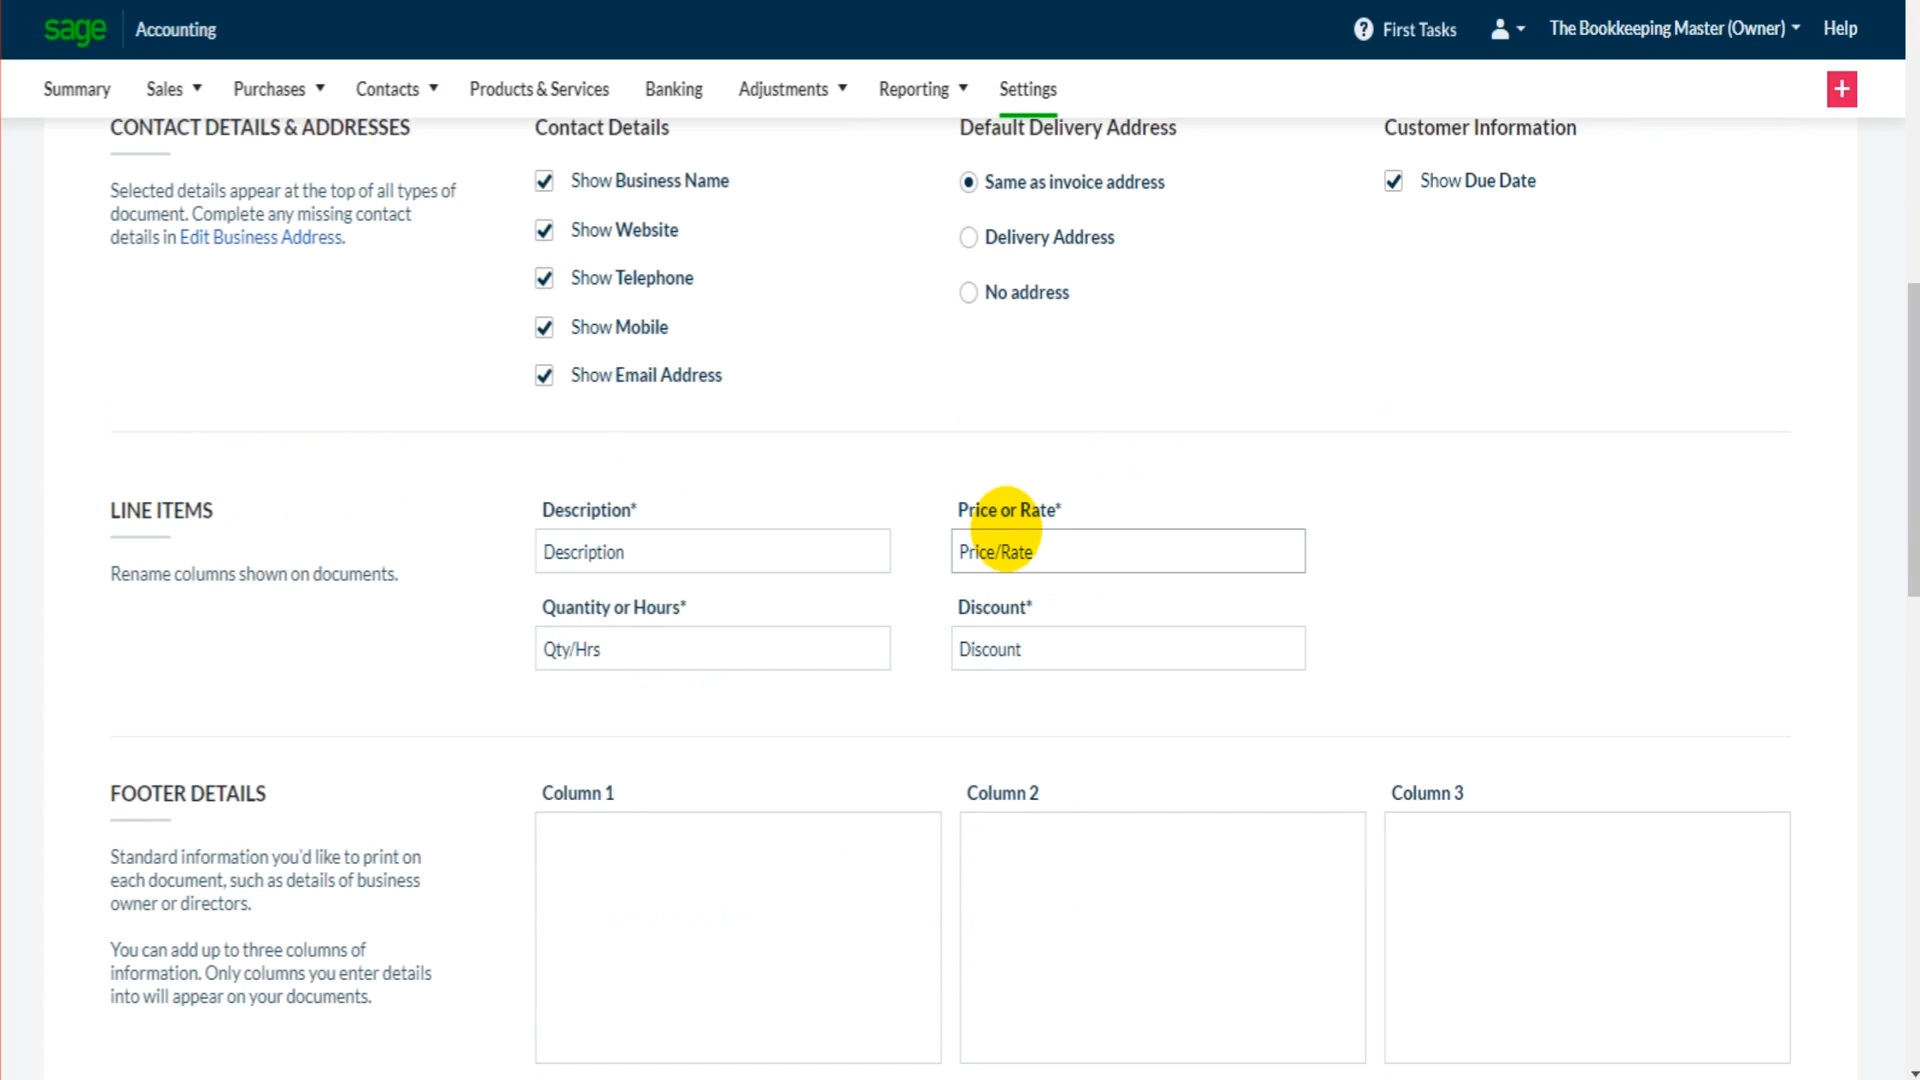 sage Accounting First Tasks The Bookkeeping Master (Owner) Help
Summary Sales Purchases Contacts Products & Services Banking Adjustments Reporting Settings
CONTACT DETAILS & ADDRESSES
Selected details appear at the top of all types of
document. Complete any missing contact
details in Edit Business Address.
Contact Details
Show Business Name
Show Website
Show Telephone
Show Mobile
Show Email Address
Default Delivery Address
Same as invoice address
Delivery Address
No address
Customer Information
Show Due Date
LINE ITEMS
Rename columns shown on documents.
Description*
Description
Price or Rate*
Price/Rate
Quantity or Hours*
Qty/Hrs
Discount*
Discount
FOOTER DETAILS
Standard information you'd like to print on
each document, such as details of business
owner or directors.
You can add up to three columns of
information. Only columns you enter details
into will appear on your documents.
Column 1
Column 2
Column 3